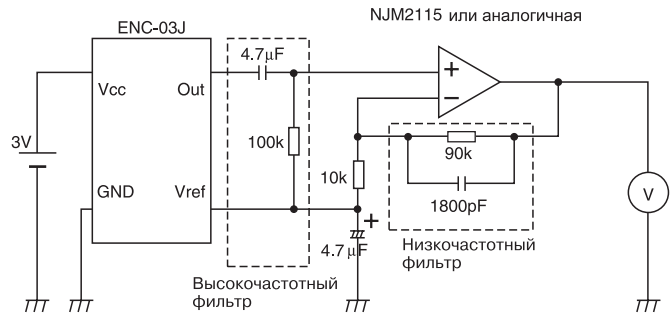 NJM2115 или аналогичная
ENC-03J
4.7µF
Vcc
Out
+
−
3V
100k
90k
10k
GND
Vref
1800pF
+
V
4.7µF
Низкочастотный
фильтр
Высокочастотный
фильтр